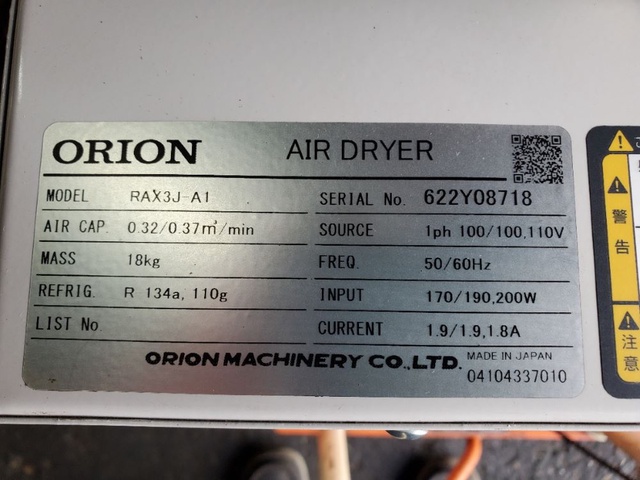 ORION AIR DRYER
MODEL RAX3J-A1 SERIAL No. 622Y08718
AIR CAP. 0.32/0.37㎥/min SOURCE 1ph 100/100,110V
MASS 18kg FREQ. 50/60Hz
REFRIG. R 134a, 110g INPUT 170/190,200W
LIST No. CURRENT 1.9/1.9,1.8A
ORION MACHINERY CO.,LTD. MADE IN JAPAN
04104337010
警告
注意